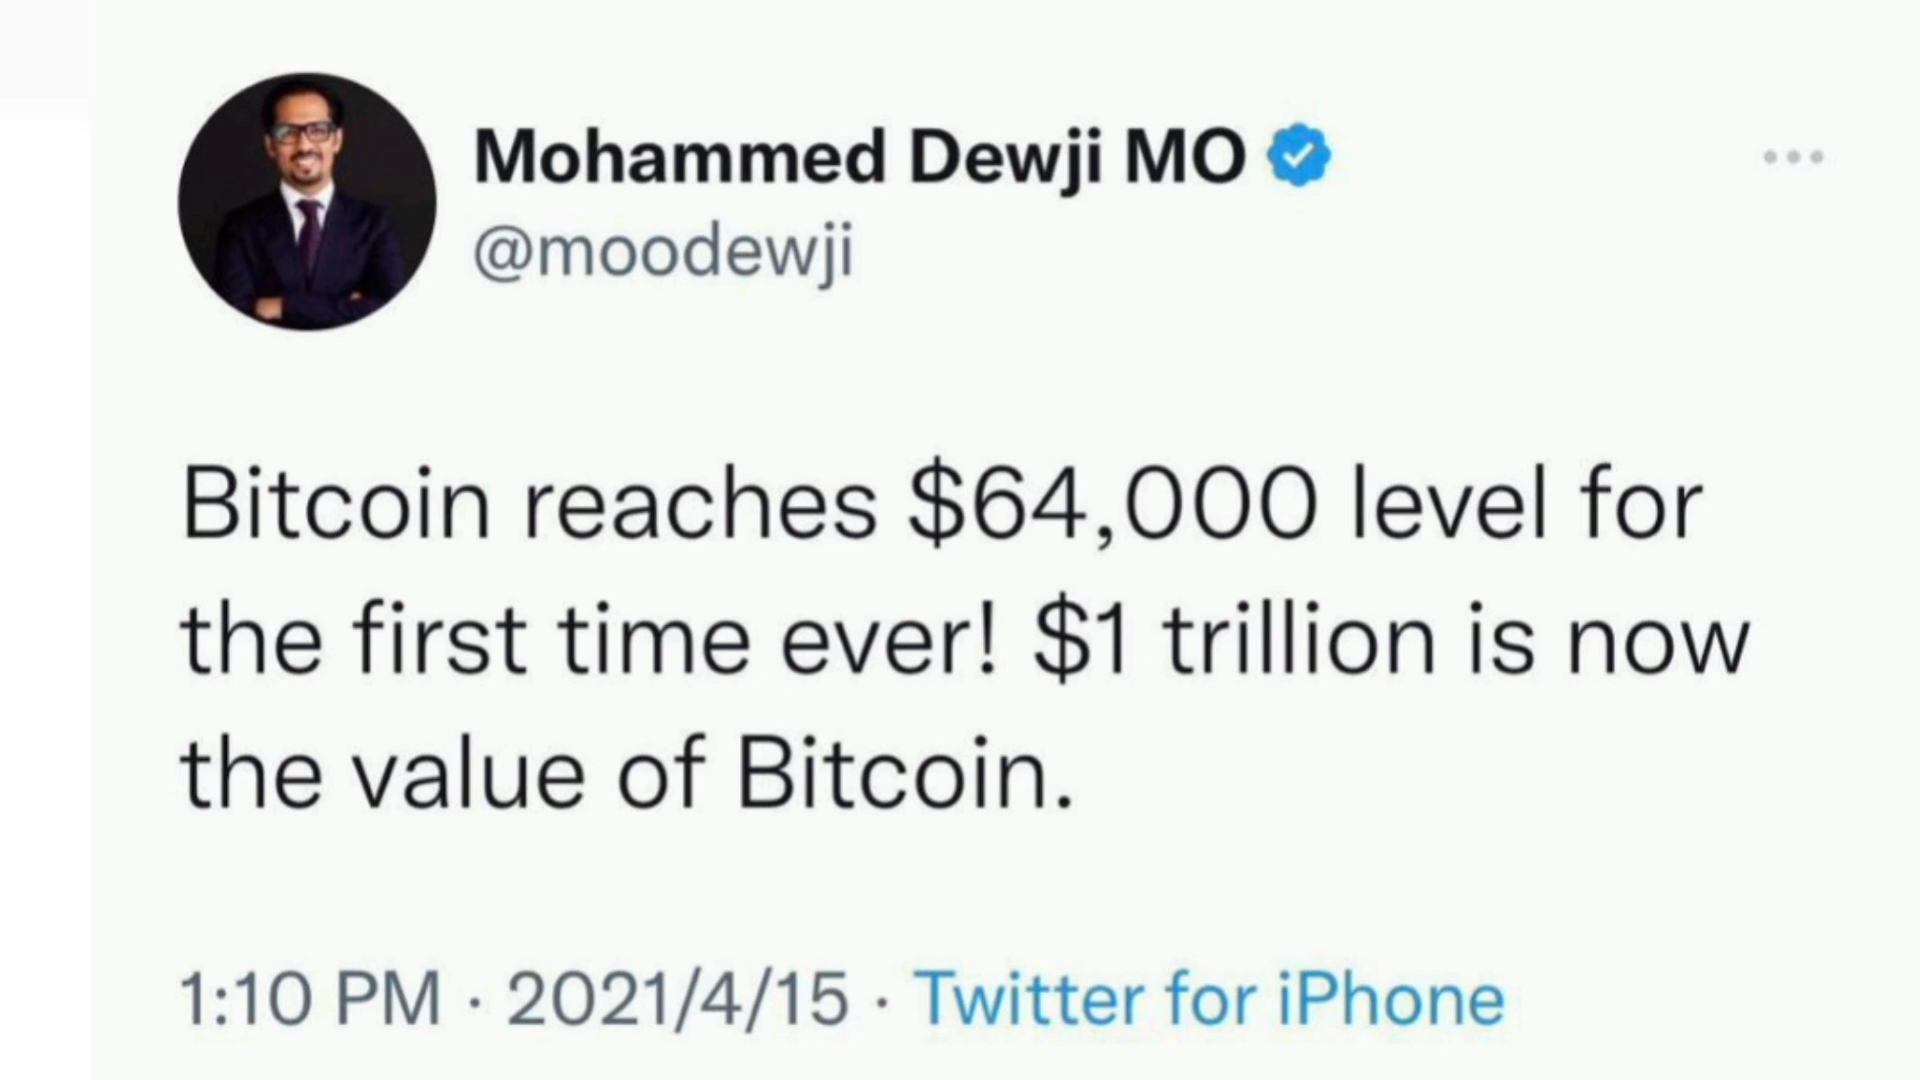 Mohammed Dewji MO
@moodewji
Bitcoin reaches $64,000 level for
the first time ever! $1 trillion is now
the value of Bitcoin.
1:10 PM · 2021/4/15 · Twitter for iPhone